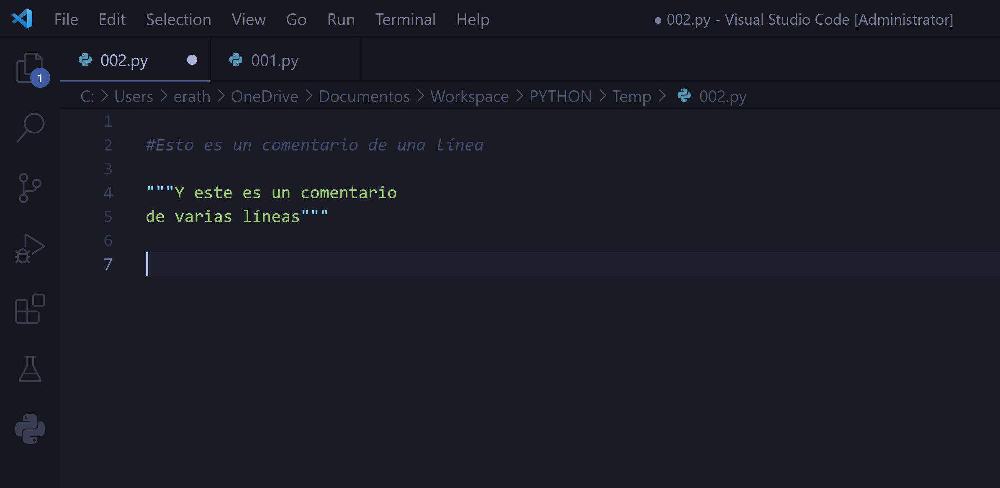 File Edit Selection View Go Run Terminal Help ● 002.py - Visual Studio Code [Administrator]
002.py ● 001.py
1
C: > Users > erath > OneDrive > Documentos > Workspace > PYTHON > Temp > 002.py
1
2 #Esto es un comentario de una línea
3
4 """Y este es un comentario
5 de varias líneas"""
6
7